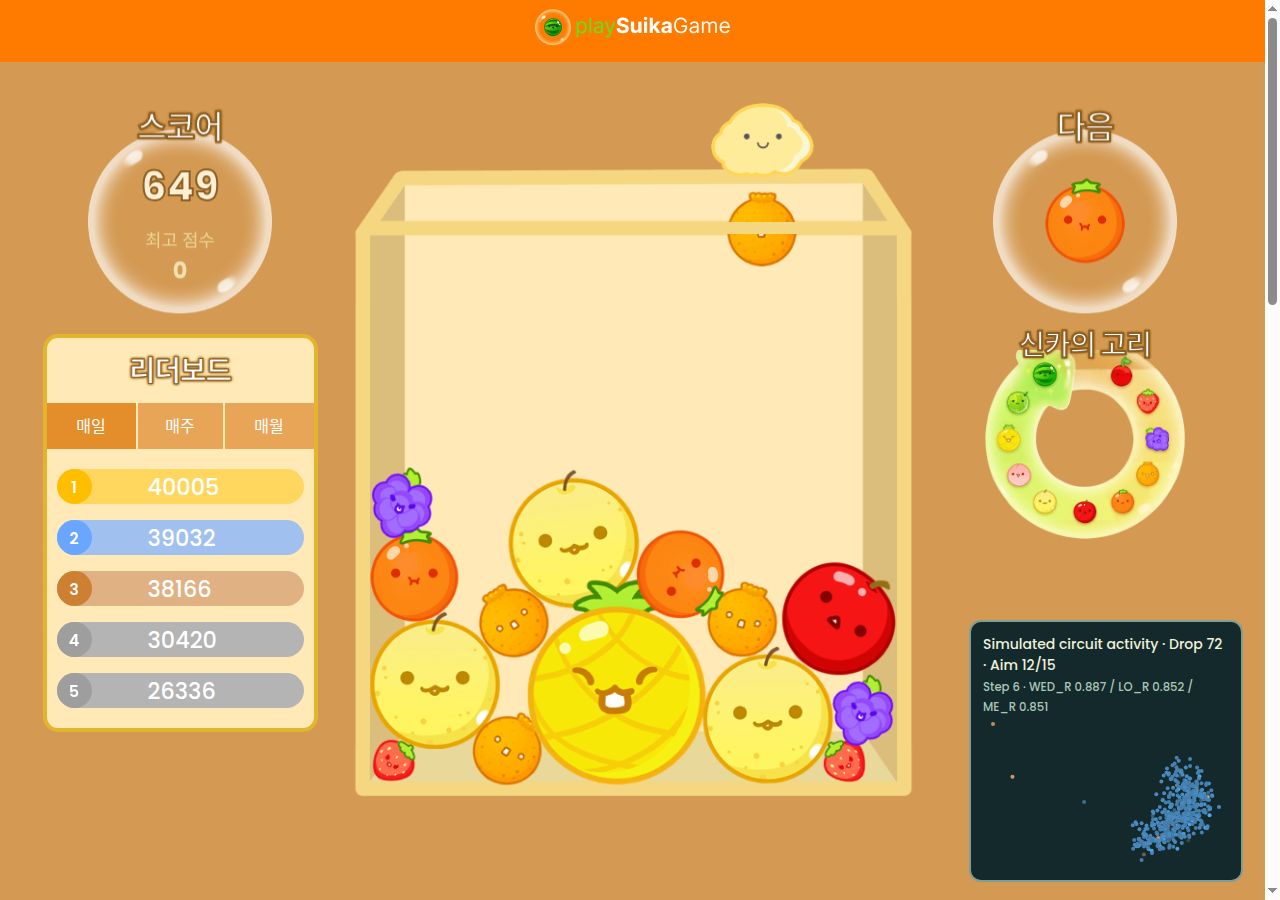 playSuikaGame
스코어
649
최고 점수
0
다음
신카의 고리
리더보드
매일 매주 매월
1 40005
2 39032
3 38166
4 30420
5 26336
Simulated circuit activity · Drop 72
· Aim 12/15
Step 6 · WED_R 0.887 / LO_R 0.852 /
ME_R 0.851